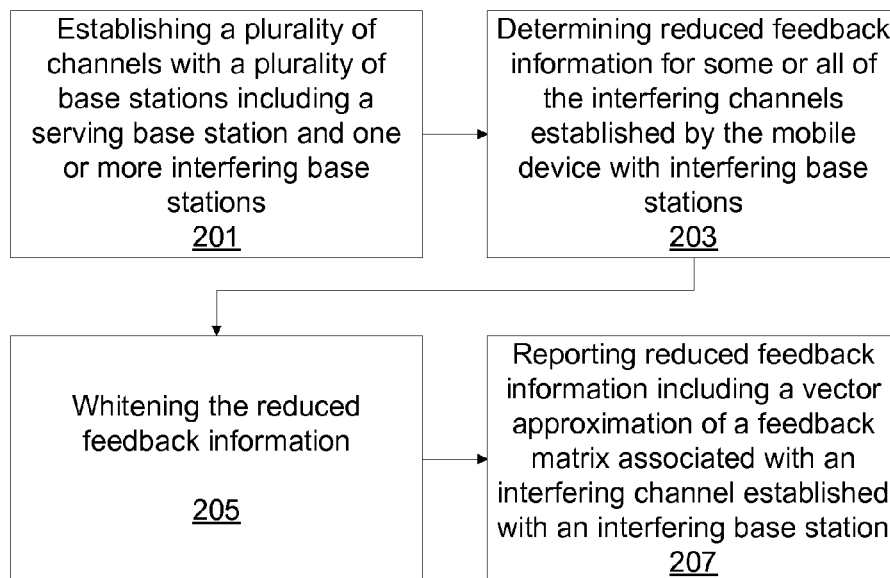 Establishing a plurality of
channels with a plurality of
base stations including a
serving base station and one
or more interfering base
stations
201
Determining reduced feedback
information for some or all of
the interfering channels
established by the mobile
device with interfering base
stations
203
Whitening the reduced
feedback information
205
Reporting reduced feedback
information including a vector
approximation of a feedback
matrix associated with an
interfering channel established
with an interfering base station
207